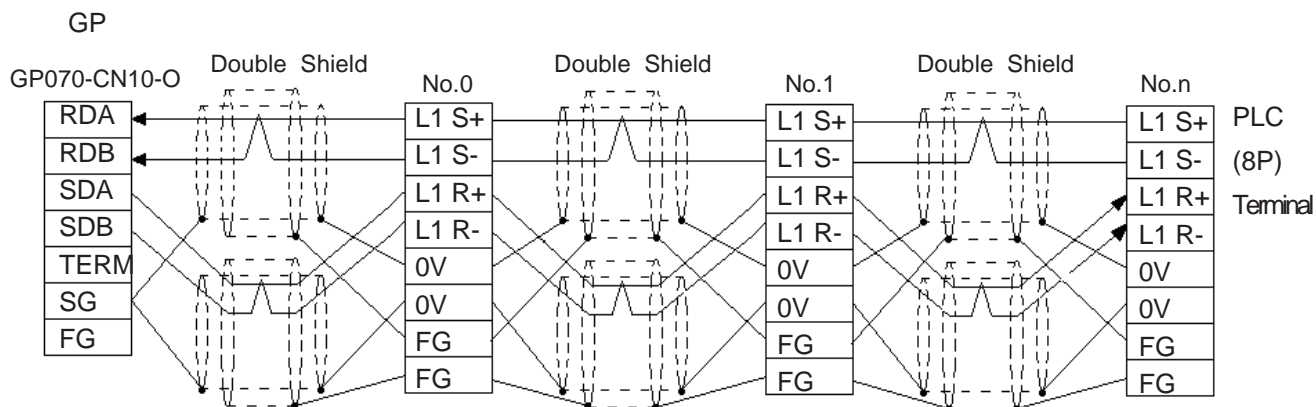 GP
GP070-CN10-O
RDA
RDB
SDA
SDB
TERM
SG
FG
Double Shield
No.0
L1 S+
L1 S-
L1 R+
L1 R-
0V
0V
FG
FG
Double Shield
No.1
L1 S+
L1 S-
L1 R+
L1 R-
0V
0V
FG
FG
Double Shield
No.n
L1 S+
L1 S-
L1 R+
L1 R-
0V
0V
FG
FG
PLC
(8P)
Terminal